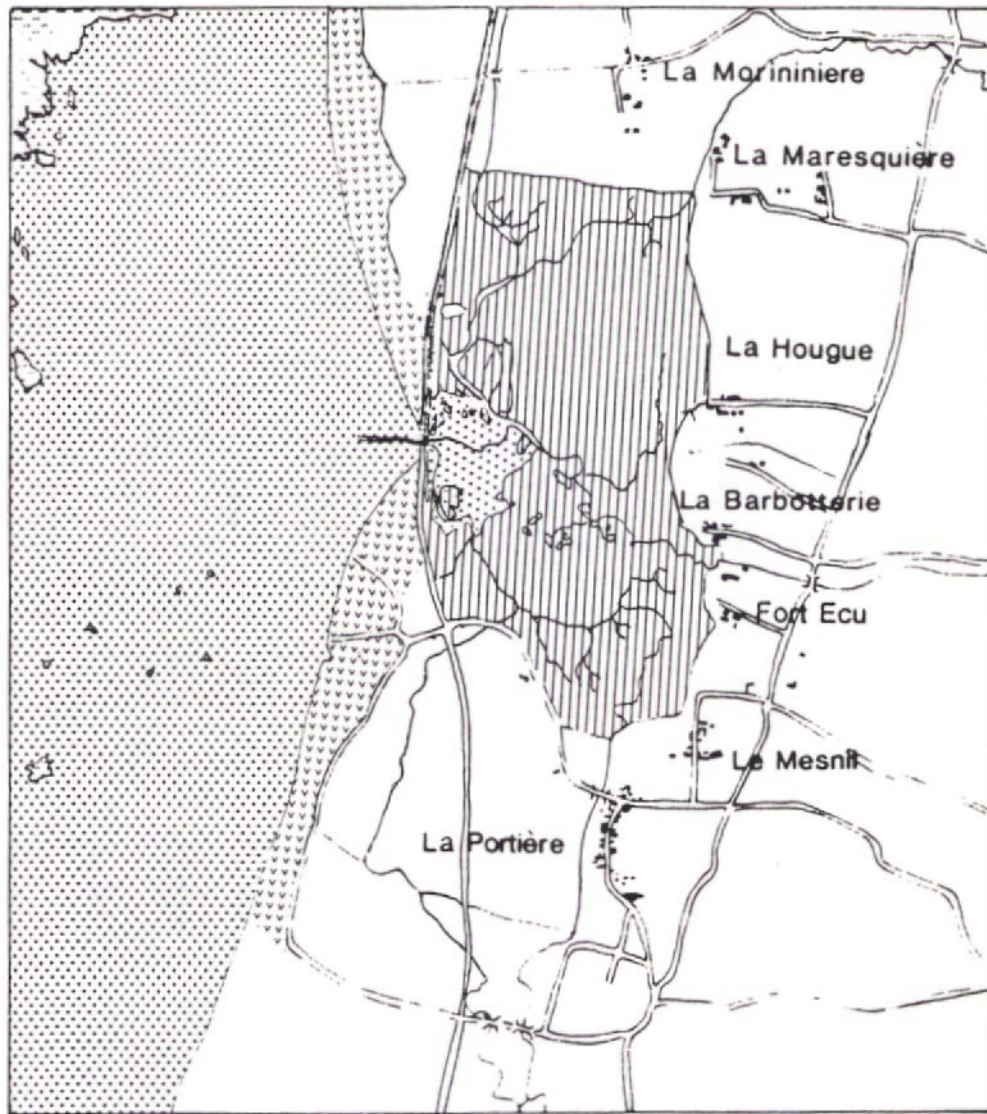 La Morininiere
La Maresquière
La Hougue
La Barbotterie
Fort Ecu
Le Mesnil
La Portière